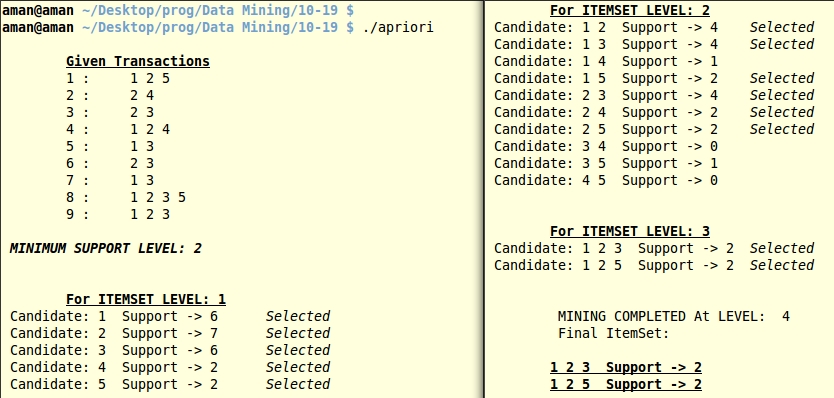 aman@aman ~/Desktop/prog/Data Mining/10-19 $
aman@aman ~/Desktop/prog/Data Mining/10-19 $ ./apriori
Given Transactions
1 : 1 2 5
2 : 2 4
3 : 2 3
4 : 1 2 4
5 : 1 3
6 : 2 3
7 : 1 3
8 : 1 2 3 5
9 : 1 2 3
MINIMUM SUPPORT LEVEL: 2
For ITEMSET LEVEL: 1
Candidate: 1 Support -> 6 Selected
Candidate: 2 Support -> 7 Selected
Candidate: 3 Support -> 6 Selected
Candidate: 4 Support -> 2 Selected
Candidate: 5 Support -> 2 Selected
For ITEMSET LEVEL: 2
Candidate: 1 2 Support -> 4 Selected
Candidate: 1 3 Support -> 4 Selected
Candidate: 1 4 Support -> 1
Candidate: 1 5 Support -> 2 Selected
Candidate: 2 3 Support -> 4 Selected
Candidate: 2 4 Support -> 2 Selected
Candidate: 2 5 Support -> 2 Selected
Candidate: 3 4 Support -> 0
Candidate: 3 5 Support -> 1
Candidate: 4 5 Support -> 0
For ITEMSET LEVEL: 3
Candidate: 1 2 3 Support -> 2 Selected
Candidate: 1 2 5 Support -> 2 Selected
MINING COMPLETED At LEVEL: 4
Final ItemSet:
1 2 3 Support -> 2
1 2 5 Support -> 2